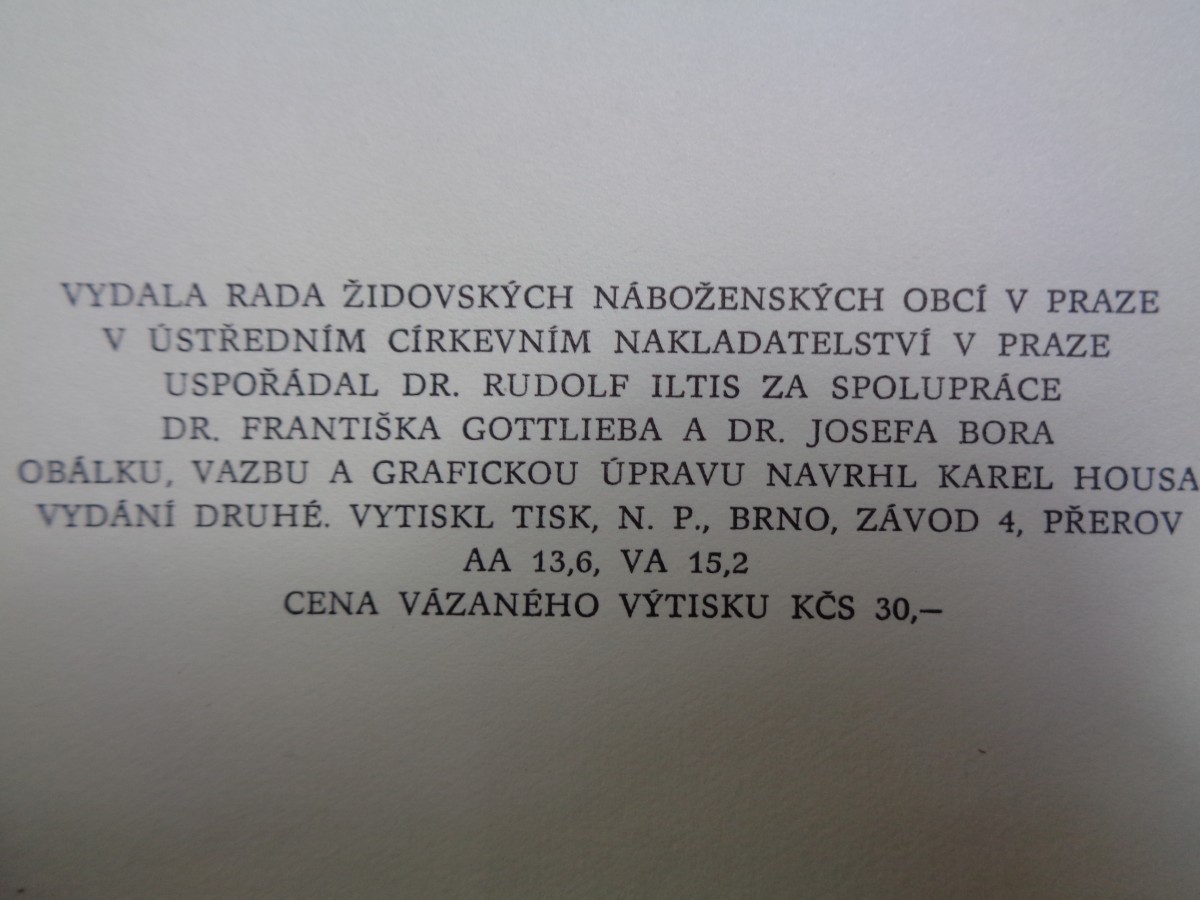 VYDALA RADA ŽIDOVSKÝCH NÁBOŽENSKÝCH OBCÍ V PRAZE
V ÚSTŘEDNÍM CÍRKEVNÍM NAKLADATELSTVÍ V PRAZE
USPOŘÁDAL DR. RUDOLF ILTIS ZA SPOLUPRÁCE
DR. FRANTIŠKA GOTTLIEBA A DR. JOSEFA BORA
OBÁLKU, VAZBU A GRAFICKOU ÚPRAVU NAVRHL KAREL HOUSA
VYDÁNÍ DRUHÉ. VYTISKL TISK, N. P., BRNO, ZÁVOD 4, PŘEROV
AA 13,6, VA 15,2
CENA VÁZANÉHO VÝTISKU KČS 30,—